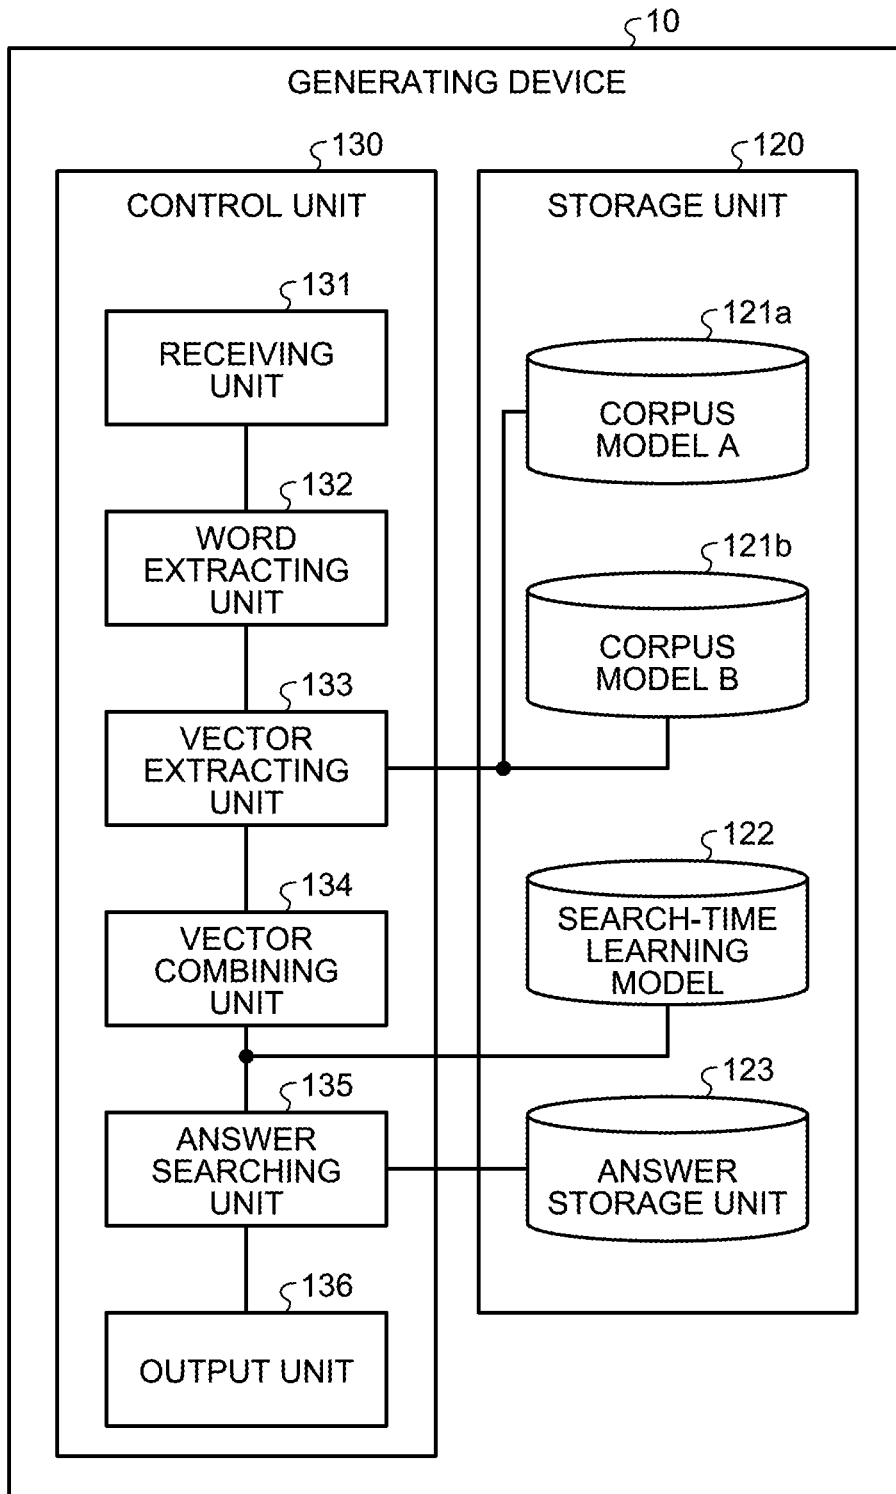 10
GENERATING DEVICE
130
CONTROL UNIT
131
RECEIVING
UNIT
132
WORD
EXTRACTING
UNIT
133
VECTOR
EXTRACTING
UNIT
134
VECTOR
COMBINING
UNIT
135
ANSWER
SEARCHING
UNIT
136
OUTPUT UNIT
120
STORAGE UNIT
121a
CORPUS
MODEL A
121b
CORPUS
MODEL B
122
SEARCH-TIME
LEARNING
MODEL
123
ANSWER
STORAGE UNIT